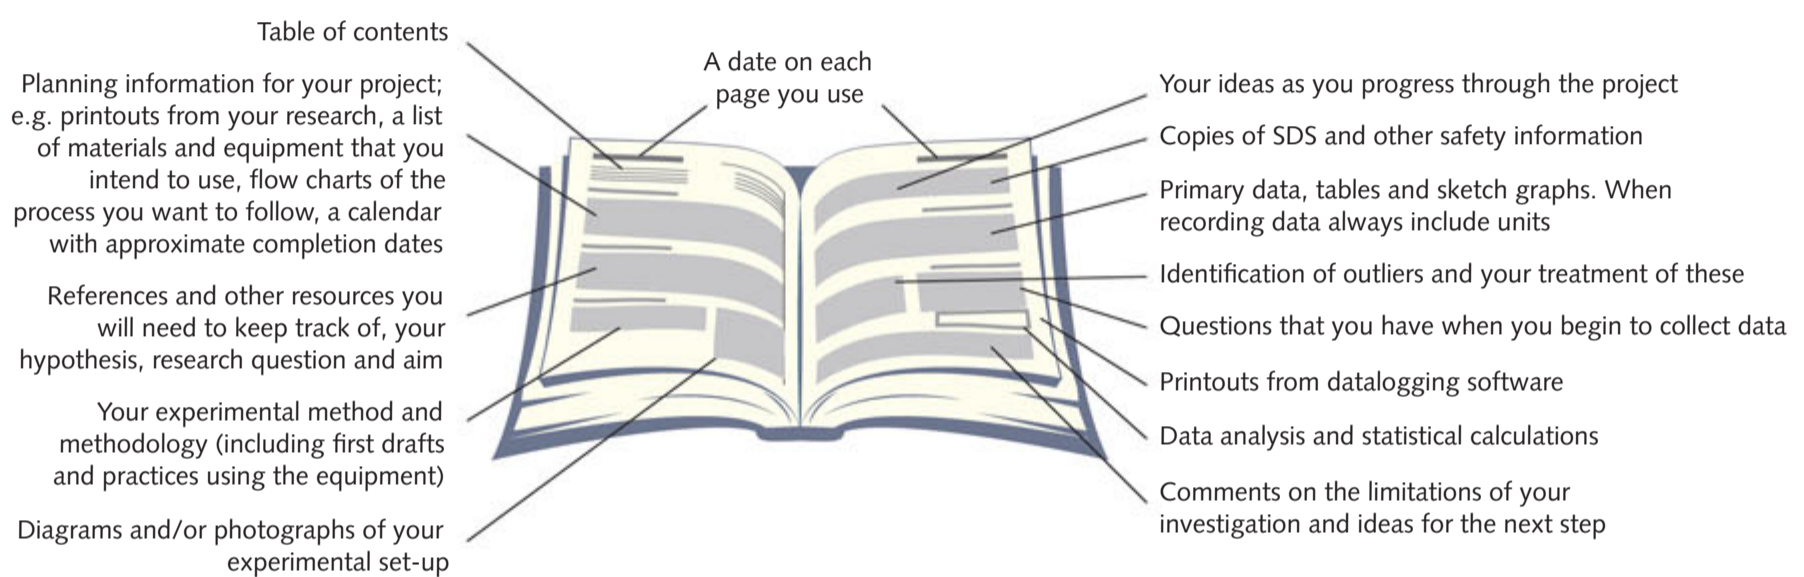 Table of contents
Planning information for your project;
e.g. printouts from your research, a list
of materials and equipment that you
intend to use, flow charts of the
process you want to follow, a calendar
with approximate completion dates
References and other resources you
will need to keep track of, your
hypothesis, research question and aim
Your experimental method and
methodology (including first drafts
and practices using the equipment)
Diagrams and/or photographs of your
experimental set-up
A date on each
page you use
Your ideas as you progress through the project
Copies of SDS and other safety information
Primary data, tables and sketch graphs. When
recording data always include units
Identification of outliers and your treatment of these
Questions that you have when you begin to collect data
Printouts from datalogging software
Data analysis and statistical calculations
Comments on the limitations of your
investigation and ideas for the next step